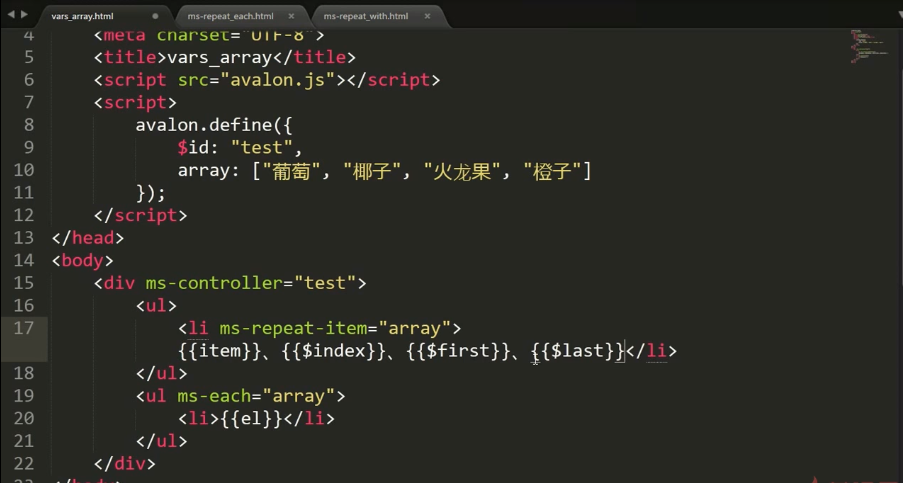 vars_array.html ms-repeat_each.html × ms-repeat_with.html ×
4 <meta charset="UTF-8">
5 <title>vars_array</title>
6 <script src="avalon.js"></script>
7 <script>
8 avalon.define({
9 $id: "test",
10 array: ["葡萄", "椰子", "火龙果", "橙子"]
11 });
12 </script>
13 </head>
14 <body>
15 <div ms-controller="test">
16 <ul>
17 <li ms-repeat-item="array">
{{item}}、{{$index}}、{{$first}}、{{$last}}</li>
18 </ul>
19 <ul ms-each="array">
20 <li>{{el}}</li>
21 </ul>
22 </div>